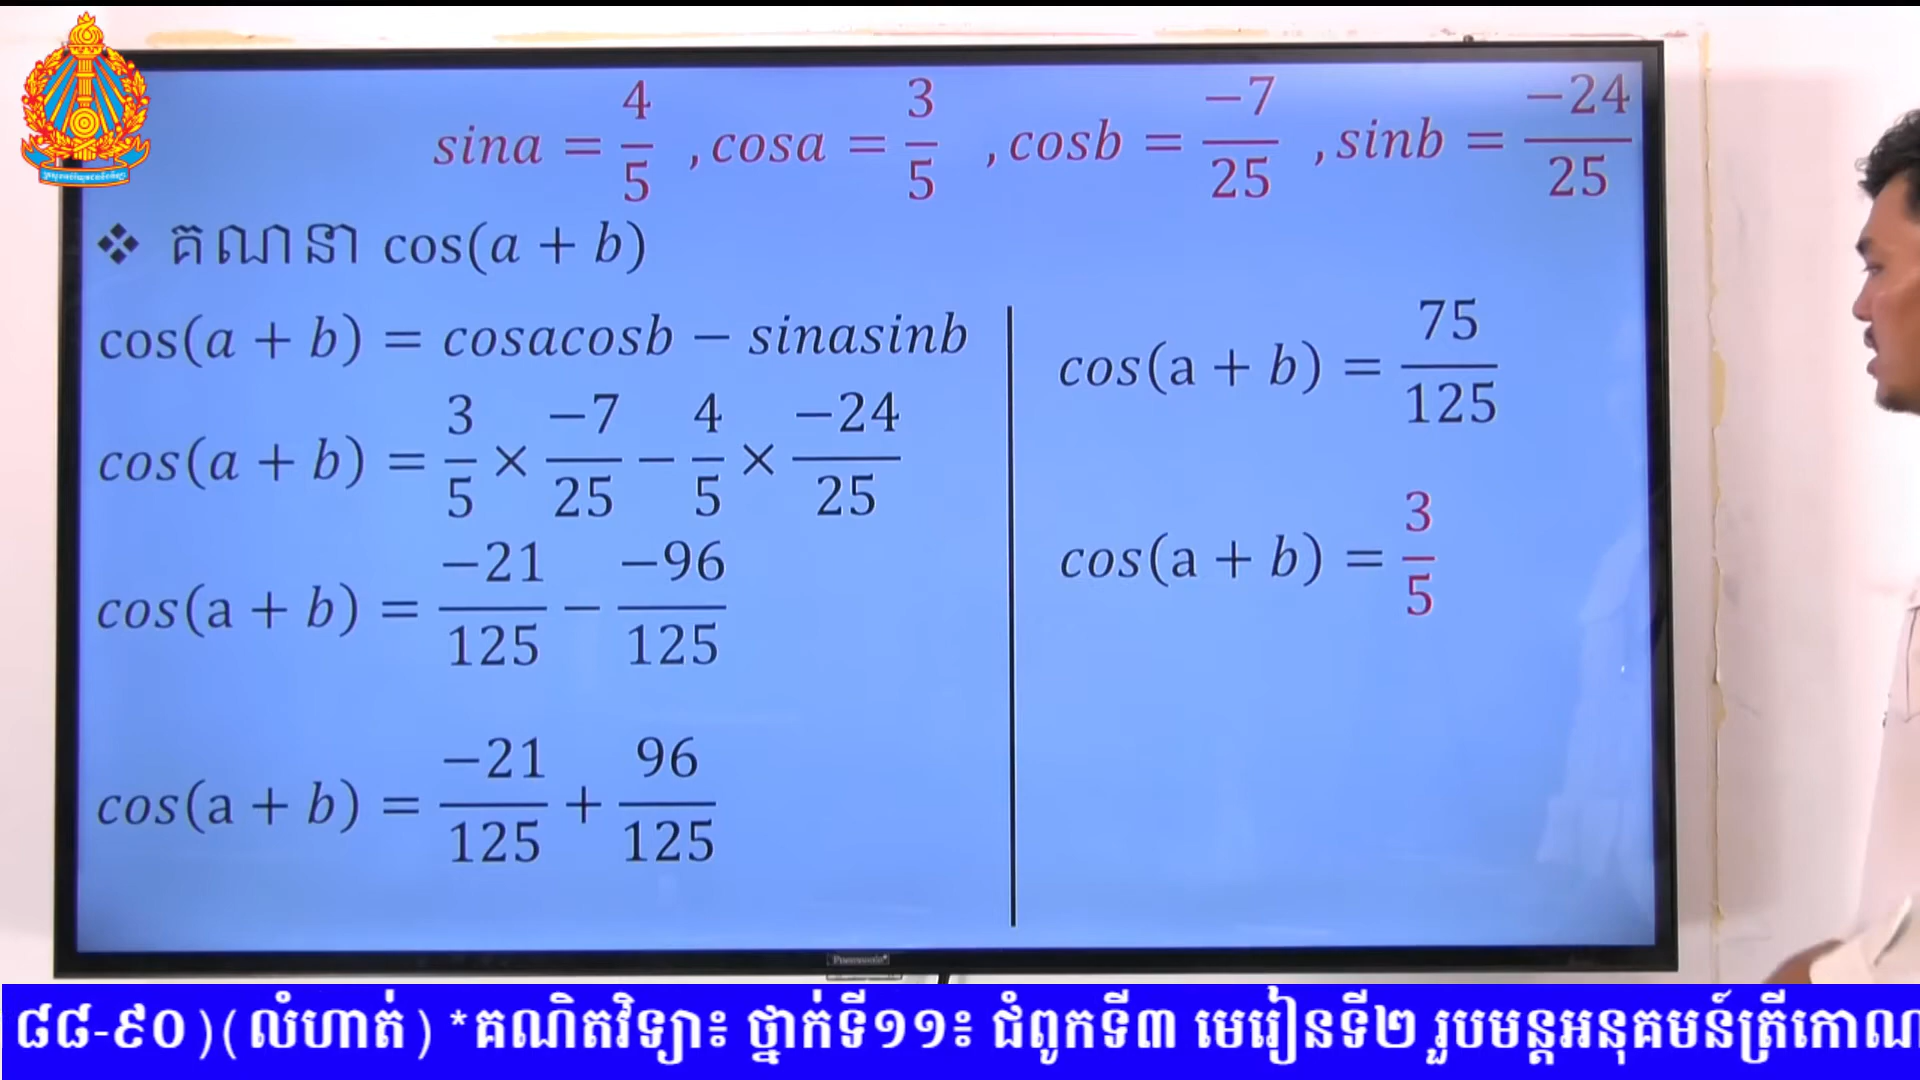 sina = 4/5 , cosa = 3/5 , cosb = -7/25 , sinb = -24/25
❖ គណនា cos(a + b)
cos(a + b) = cosacosb − sinasinb
cos(a + b) = 3/5 × -7/25 − 4/5 × -24/25
cos(a + b) = -21/125 − -96/125
cos(a + b) = -21/125 + 96/125
cos(a + b) = 75/125
cos(a + b) = 3/5
៨៨-៩០)(លំហាត់) *គណិតវិទ្យា៖ ថ្នាក់ទី១១៖ ជំពូកទី៣ មេរៀនទី២ រូបមន្តអនុគមន៍ត្រីកោណ